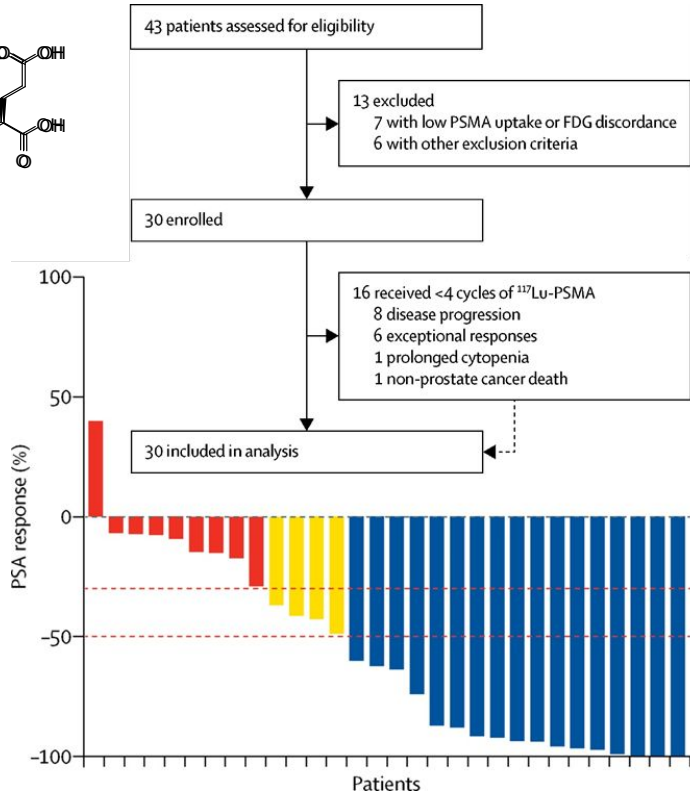 O OH
OH
O
43 patients assessed for eligibility
13 excluded
7 with low PSMA uptake or FDG discordance
6 with other exclusion criteria
30 enrolled
16 received <4 cycles of ¹¹⁷Lu-PSMA
8 disease progression
6 exceptional responses
1 prolonged cytopenia
1 non-prostate cancer death
30 included in analysis
PSA response (%)
100
50
0
−50
−100
Patients